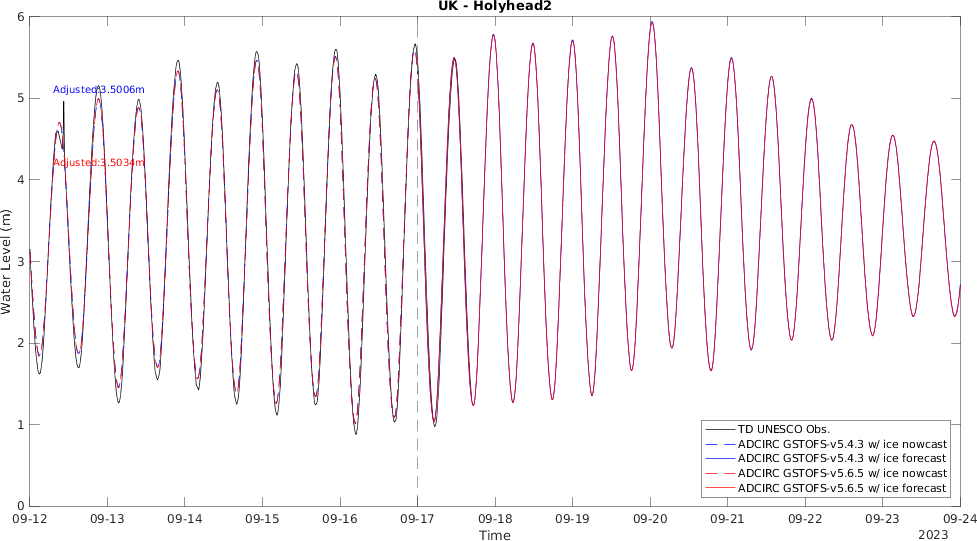 UK - Holyhead2
6
5
4
3
2
1
0
Water Level (m)
Adjusted:3.5006m
Adjusted:3.5034m
TD UNESCO Obs.
ADCIRC GSTOFS-v5.4.3 w/ ice nowcast
ADCIRC GSTOFS-v5.4.3 w/ ice forecast
ADCIRC GSTOFS-v5.6.5 w/ ice nowcast
ADCIRC GSTOFS-v5.6.5 w/ ice forecast
09-12 09-13 09-14 09-15 09-16 09-17 09-18 09-19 09-20 09-21 09-22 09-23 09-24
Time
2023